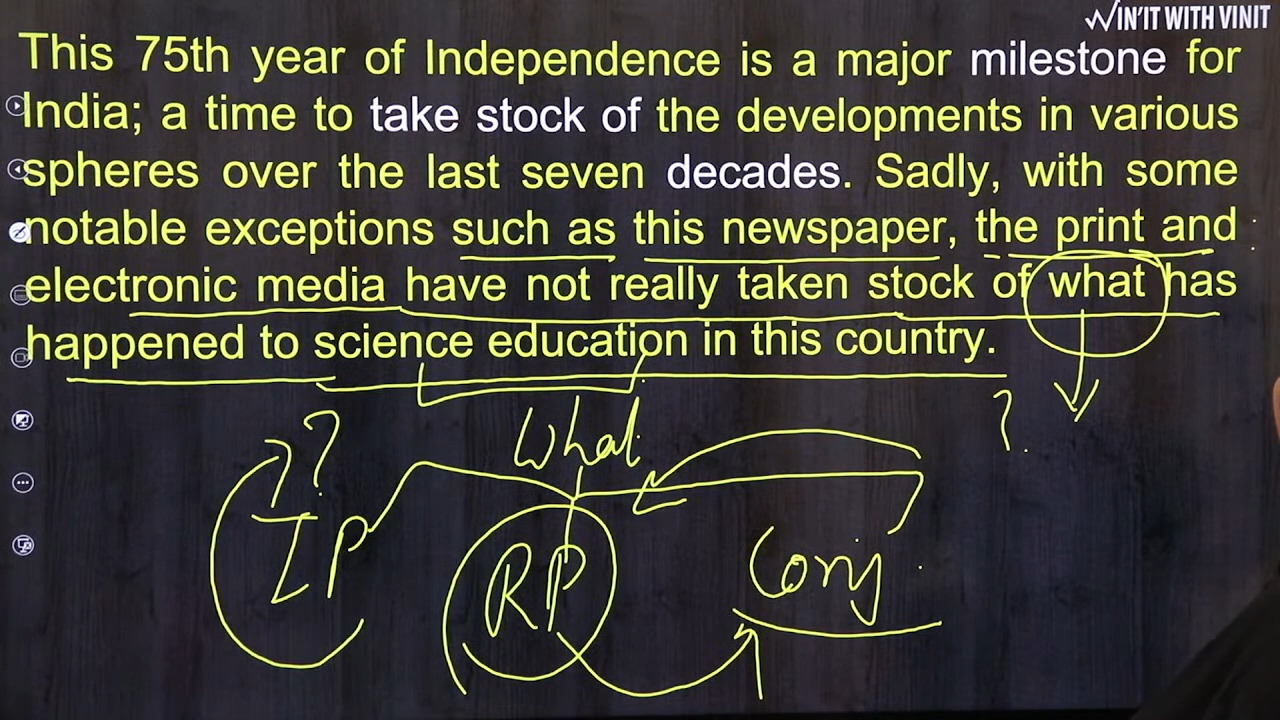 WIN'IT WITH VINIT
This 75th year of Independence is a major milestone for
India; a time to take stock of the developments in various
spheres over the last seven decades. Sadly, with some
notable exceptions such as this newspaper, the print and
electronic media have not really taken stock of what has
happened to science education in this country.
? What ?
IP RP Conj